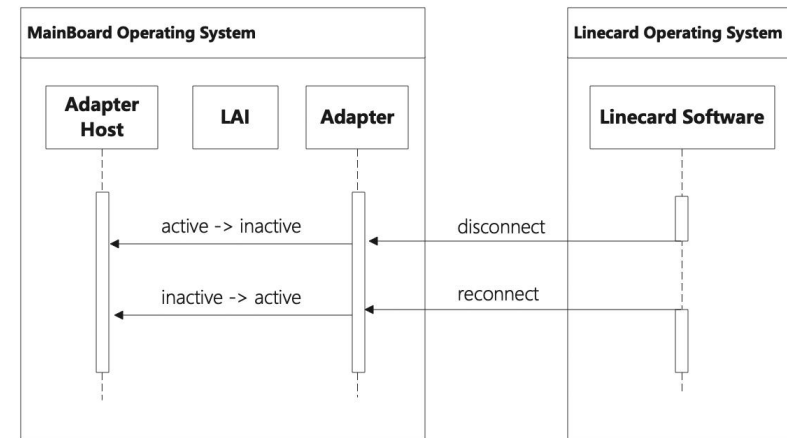 MainBoard Operating System
Linecard Operating System
Adapter
Host
LAI
Adapter
Linecard Software
active -> inactive
disconnect
inactive -> active
reconnect